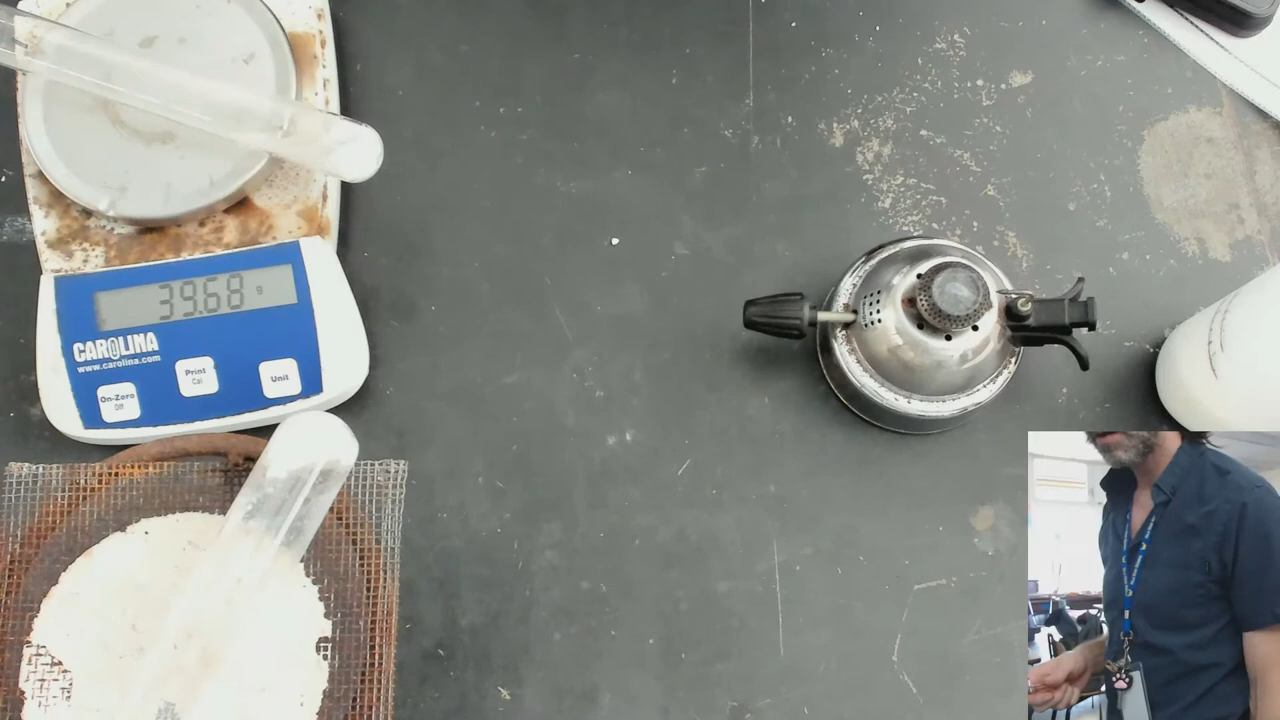 39.68 g
CAROLINA
www.carolina.com
On-Zero
Off
Print
Cal
Unit